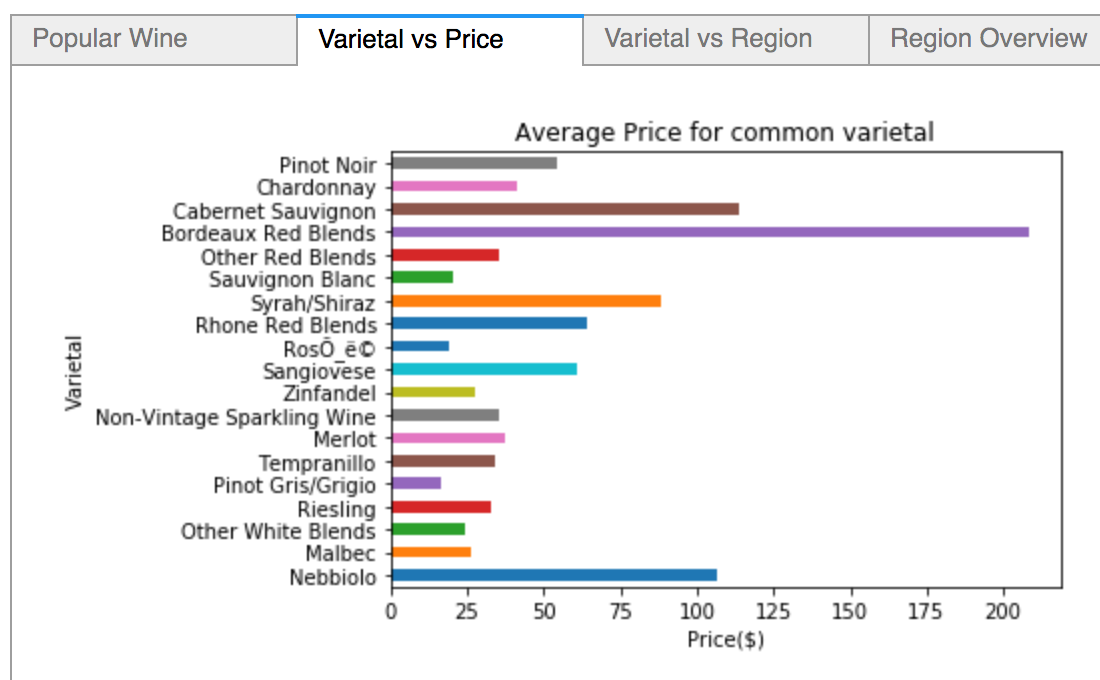 Popular Wine
Varietal vs Price
Varietal vs Region
Region Overview
Average Price for common varietal
Pinot Noir
Chardonnay
Cabernet Sauvignon
Bordeaux Red Blends
Other Red Blends
Sauvignon Blanc
Syrah/Shiraz
Rhone Red Blends
RosÕ_ë©
Sangiovese
Zinfandel
Non-Vintage Sparkling Wine
Merlot
Tempranillo
Pinot Gris/Grigio
Riesling
Other White Blends
Malbec
Nebbiolo
Varietal
0 25 50 75 100 125 150 175 200
Price($)